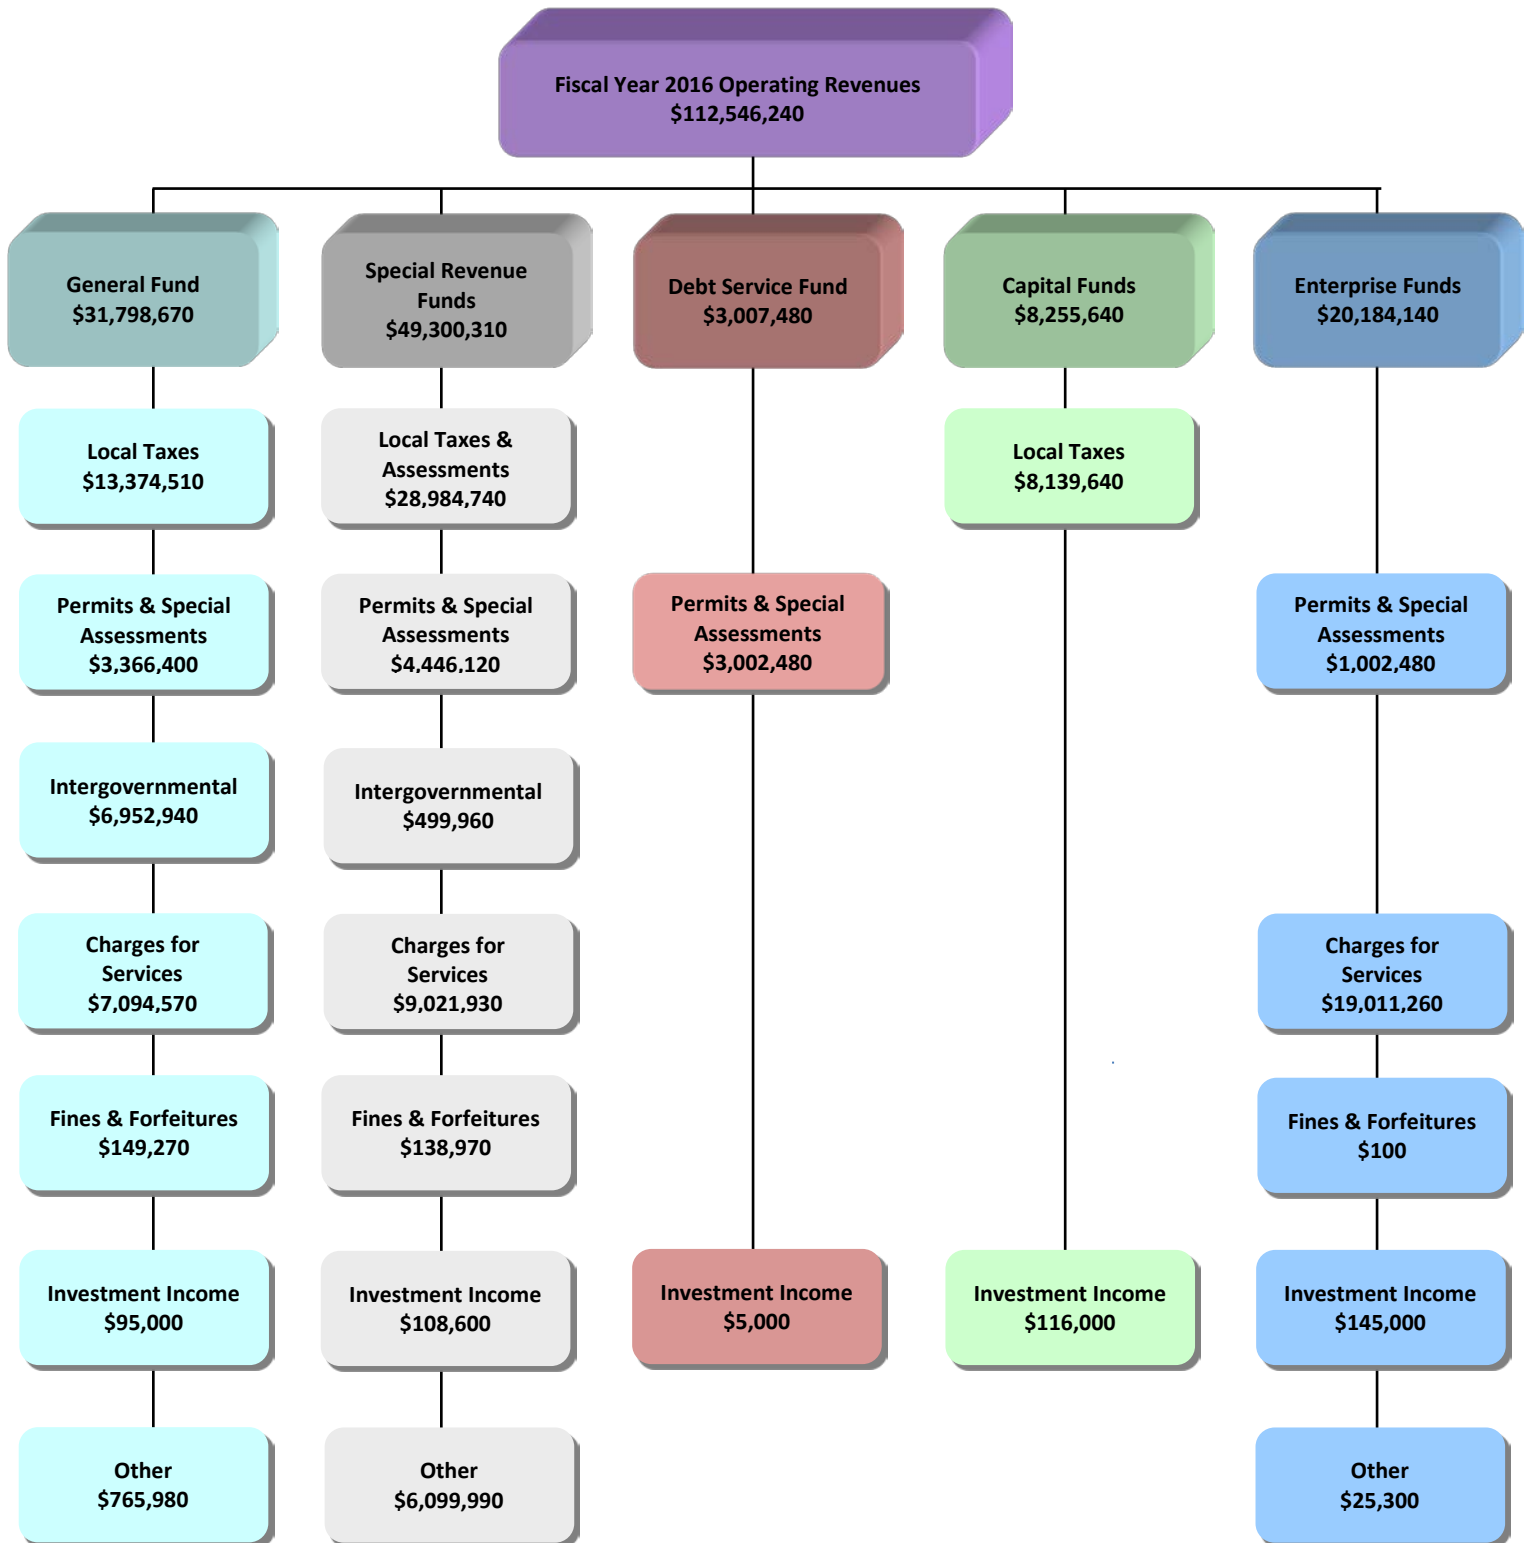 Fiscal Year 2016 Operating Revenues
$112,546,240
General Fund
$31,798,670
Special Revenue
Funds
$49,300,310
Debt Service Fund
$3,007,480
Capital Funds
$8,255,640
Enterprise Funds
$20,184,140
Local Taxes
$13,374,510
Local Taxes &
Assessments
$28,984,740
Local Taxes
$8,139,640
Permits & Special
Assessments
$3,366,400
Permits & Special
Assessments
$4,446,120
Permits & Special
Assessments
$3,002,480
Permits & Special
Assessments
$1,002,480
Intergovernmental
$6,952,940
Intergovernmental
$499,960
Charges for
Services
$7,094,570
Charges for
Services
$9,021,930
Charges for
Services
$19,011,260
Fines & Forfeitures
$149,270
Fines & Forfeitures
$138,970
Fines & Forfeitures
$100
Investment Income
$95,000
Investment Income
$108,600
Investment Income
$5,000
Investment Income
$116,000
Investment Income
$145,000
Other
$765,980
Other
$6,099,990
Other
$25,300